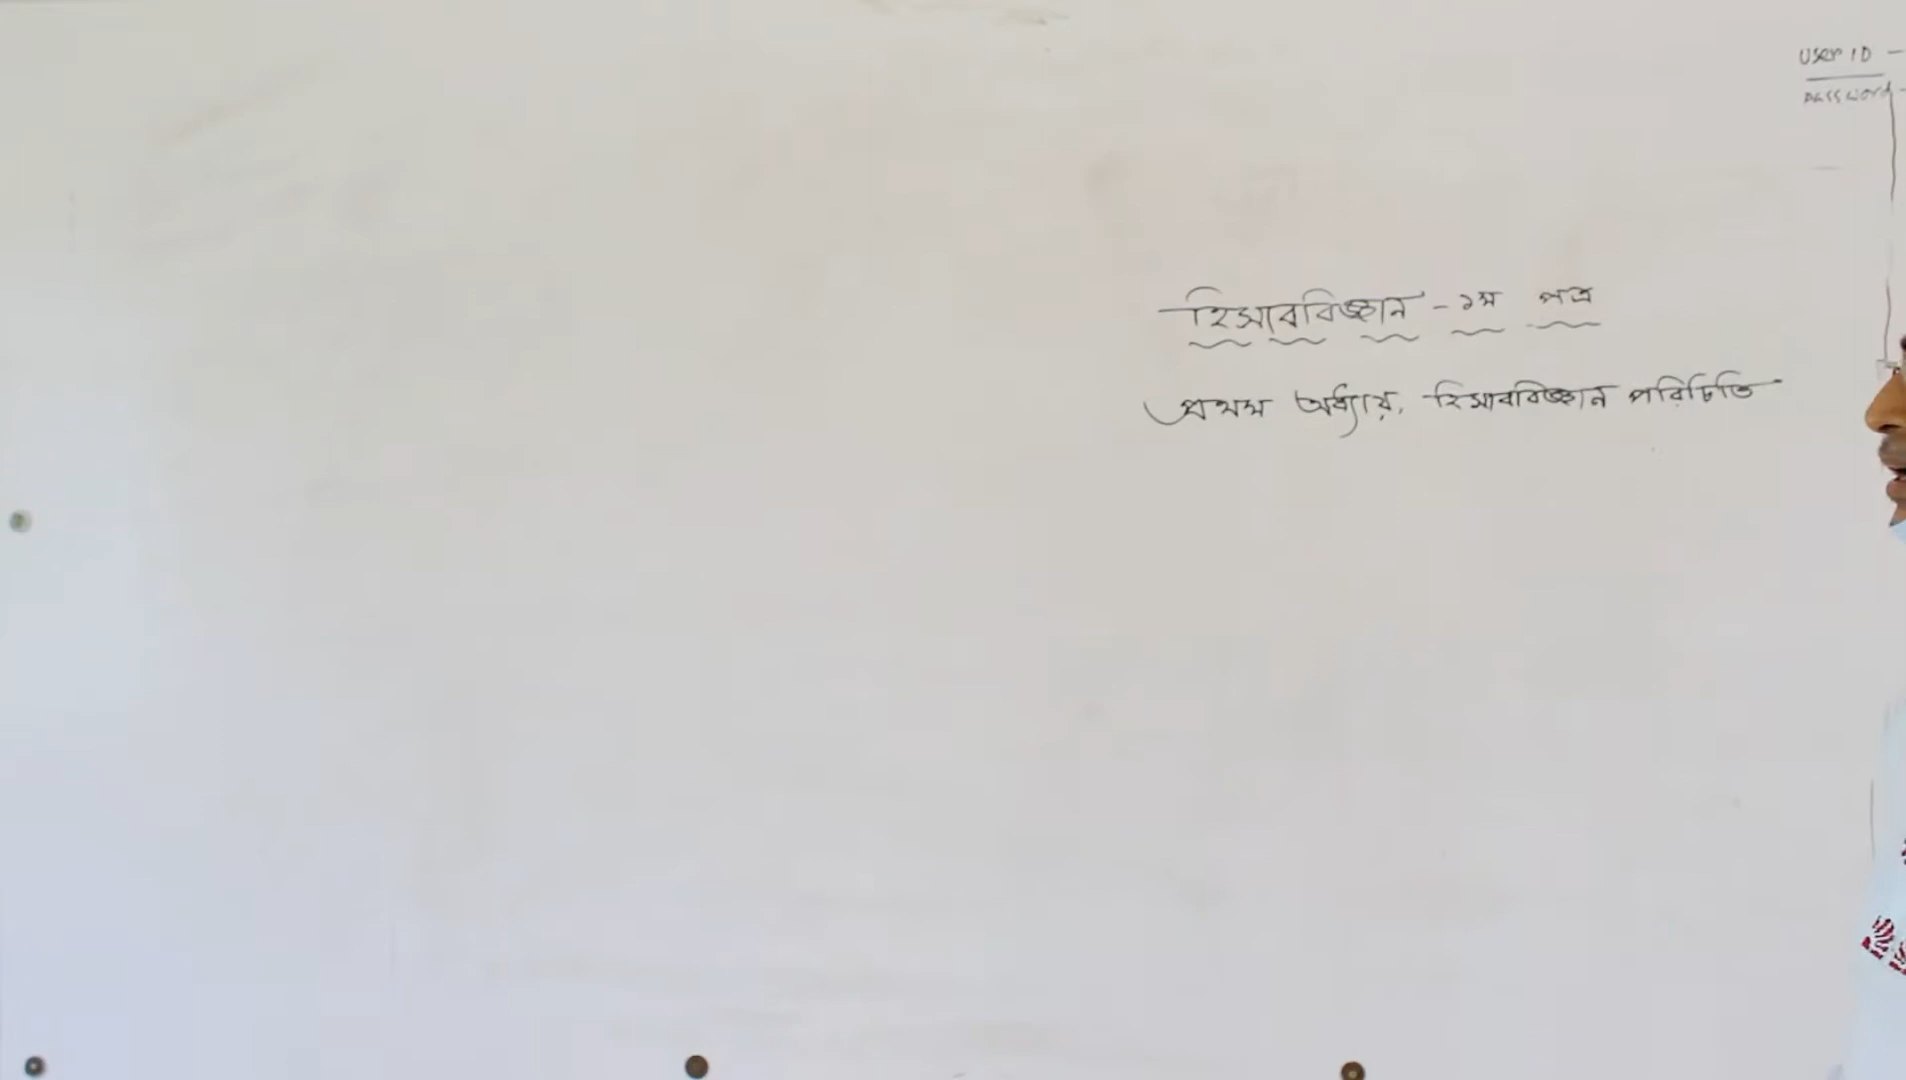 User ID -
password -
হিসাববিজ্ঞান - ১ম পত্র
প্রথম অধ্যায়, হিসাববিজ্ঞান পরিচিতি